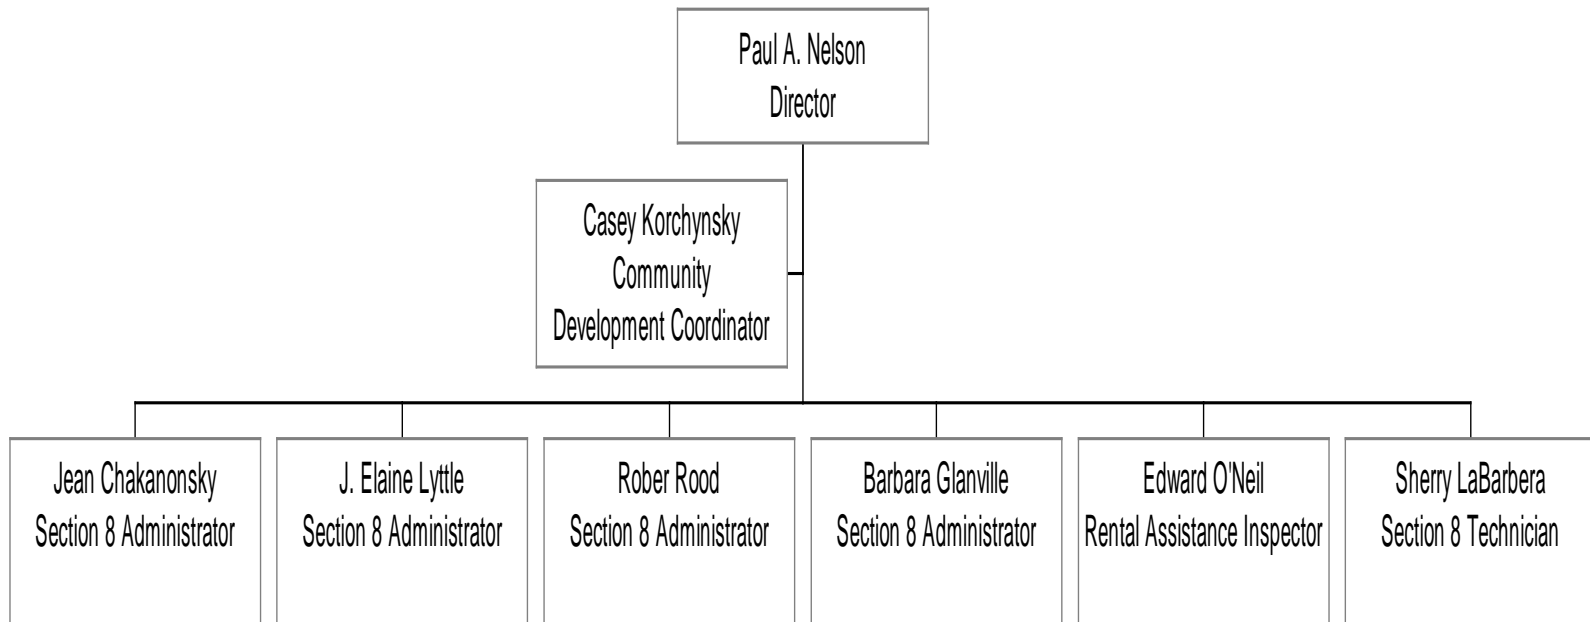 Paul A. Nelson
Director
Casey Korchynsky
Community
Development Coordinator
Jean Chakanonsky
Section 8 Administrator
J. Elaine Lyttle
Section 8 Administrator
Rober Rood
Section 8 Administrator
Barbara Glanville
Section 8 Administrator
Edward O'Neil
Rental Assistance Inspector
Sherry LaBarbera
Section 8 Technician